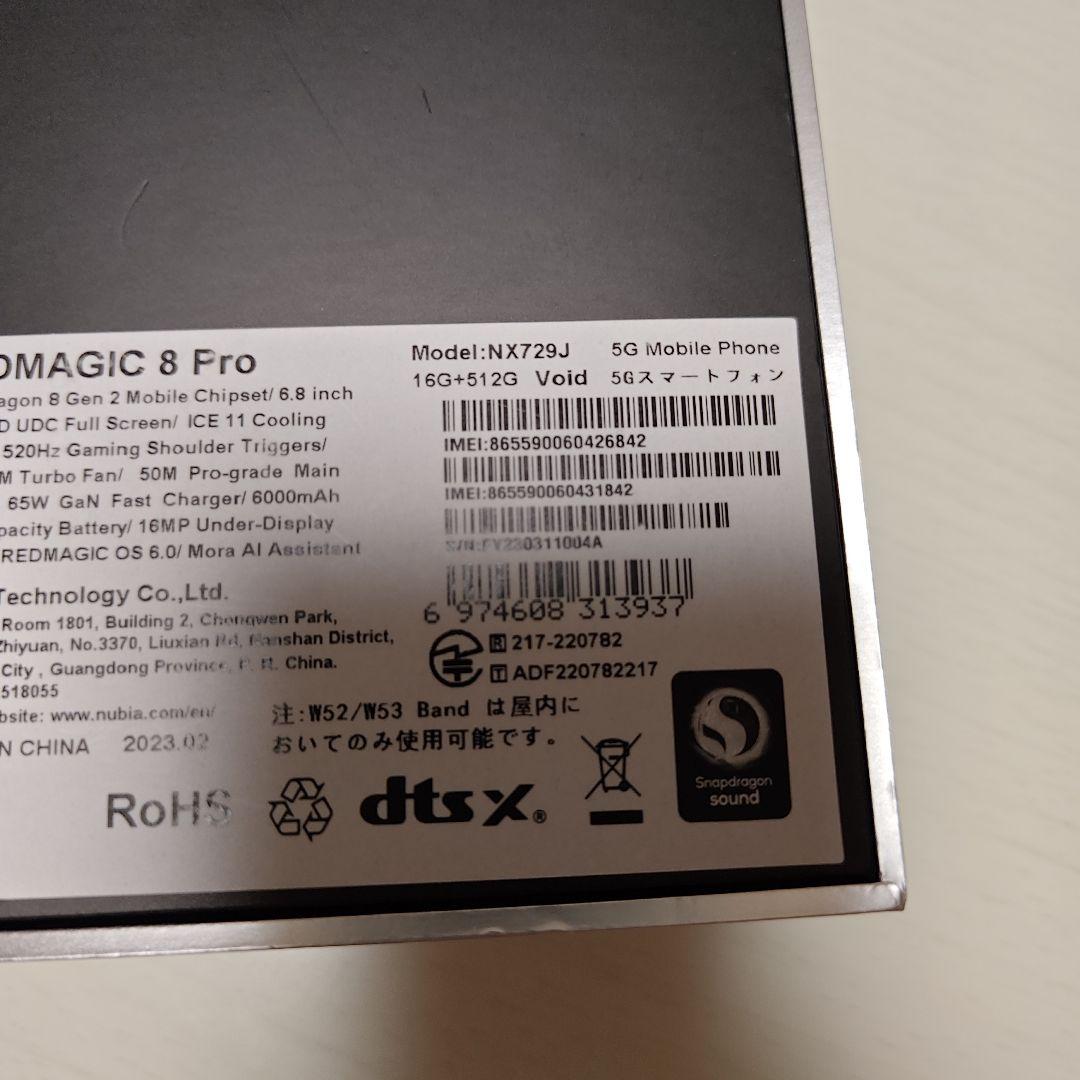 DMAGIC 8 Pro
agon 8 Gen 2 Mobile Chipset/ 6.8 inch
D UDC Full Screen/ ICE 11 Cooling
520Hz Gaming Shoulder Triggers/
M Turbo Fan/ 50M Pro-grade Main
65W GaN Fast Charger/ 6000mAh
pacity Battery/ 16MP Under-Display
REDMAGIC OS 6.0/ Mora AI Assistant
Technology Co.,Ltd.
Room 1801, Building 2, Chongwen Park,
Zhiyuan, No.3370, Liuxian Rd, Nanshan District,
City , Guangdong Province, P. R. China.
518055
bsite: www.nubia.com/en/
N CHINA 2023.02
Model:NX729J 5G Mobile Phone
16G+512G Void 5Gスマートフォン
IMEI:865590060426842
IMEI:865590060431842
S/N:FY230311004A
6 974608 313937
R 217-220782
T ADF220782217
注:W52/W53 Band は屋内に
おいてのみ使用可能です。
RoHS
dts X®
Snapdragon
sound